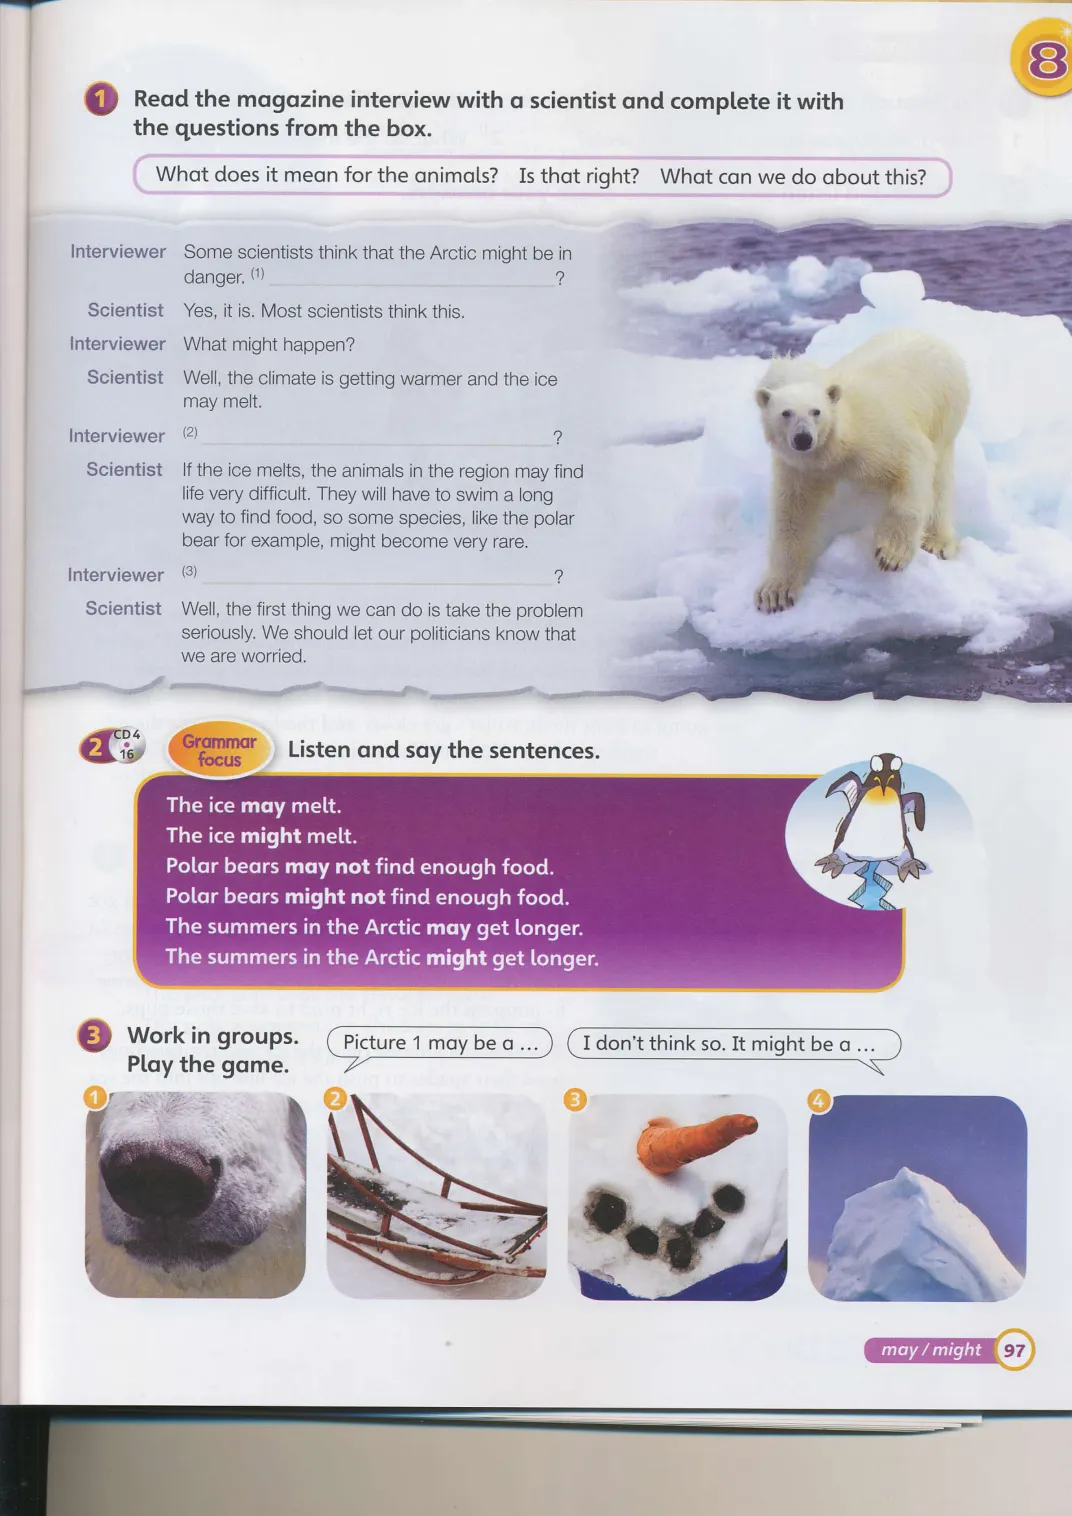 8
1 Read the magazine interview with a scientist and complete it with
the questions from the box.
What does it mean for the animals? Is that right? What can we do about this?
Interviewer Some scientists think that the Arctic might be in
danger. (1) ?
Scientist Yes, it is. Most scientists think this.
Interviewer What might happen?
Scientist Well, the climate is getting warmer and the ice
may melt.
Interviewer (2) ?
Scientist If the ice melts, the animals in the region may find
life very difficult. They will have to swim a long
way to find food, so some species, like the polar
bear for example, might become very rare.
Interviewer (3) ?
Scientist Well, the first thing we can do is take the problem
seriously. We should let our politicians know that
we are worried.
2 CD4
16
Grammar
focus
Listen and say the sentences.
The ice may melt.
The ice might melt.
Polar bears may not find enough food.
Polar bears might not find enough food.
The summers in the Arctic may get longer.
The summers in the Arctic might get longer.
3 Work in groups.
Play the game.
Picture 1 may be a ...
I don't think so. It might be a ...
1
2
3
4
may / might 97